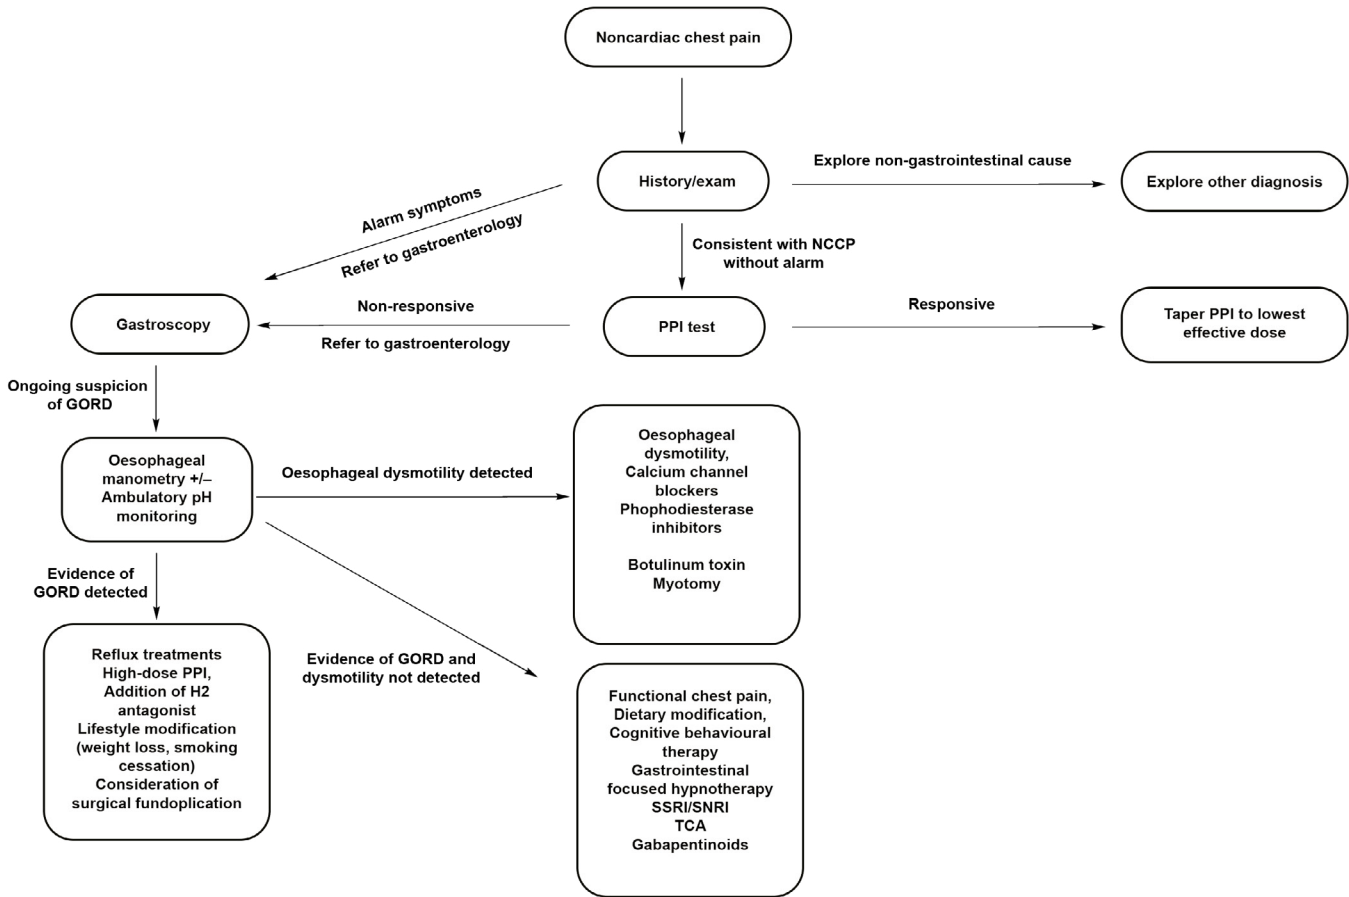 Noncardiac chest pain
History/exam
Explore non-gastrointestinal cause
Explore other diagnosis
Alarm symptoms
Refer to gastroenterology
Consistent with NCCP
without alarm
Gastroscopy
Non-responsive
Refer to gastroenterology
PPI test
Responsive
Taper PPI to lowest
effective dose
Ongoing suspicion
of GORD
Oesophageal
manometry +/–
Ambulatory pH
monitoring
Oesophageal dysmotility detected
Oesophageal
dysmotility,
Calcium channel
blockers
Phophodiesterase
inhibitors
Botulinum toxin
Myotomy
Evidence of
GORD detected
Reflux treatments
High-dose PPI,
Addition of H2
antagonist
Lifestyle modification
(weight loss, smoking
cessation)
Consideration of
surgical fundoplication
Evidence of GORD and
dysmotility not detected
Functional chest pain,
Dietary modification,
Cognitive behavioural
therapy
Gastrointestinal
focused hypnotherapy
SSRI/SNRI
TCA
Gabapentinoids